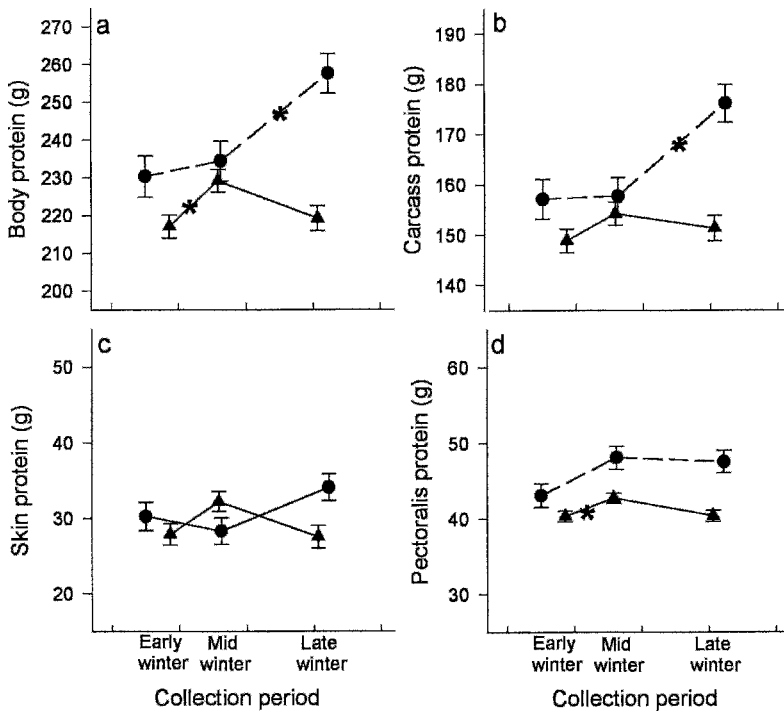 a
Body protein (g)
270
260
250
240
230
220
210
200
*
*
b
Carcass protein (g)
190
180
170
160
150
140
*
c
Skin protein (g)
50
40
30
20
Early winter
Mid winter
Late winter
Collection period
d
Pectoralis protein (g)
60
50
40
30
*
Early winter
Mid winter
Late winter
Collection period